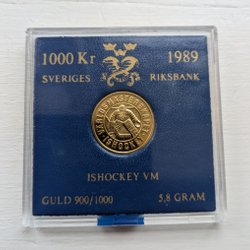 1000 Kr 1989
SVERIGES RIKSBANK
ISHOCKEY VM
GULD 900/1000 5,8 GRAM